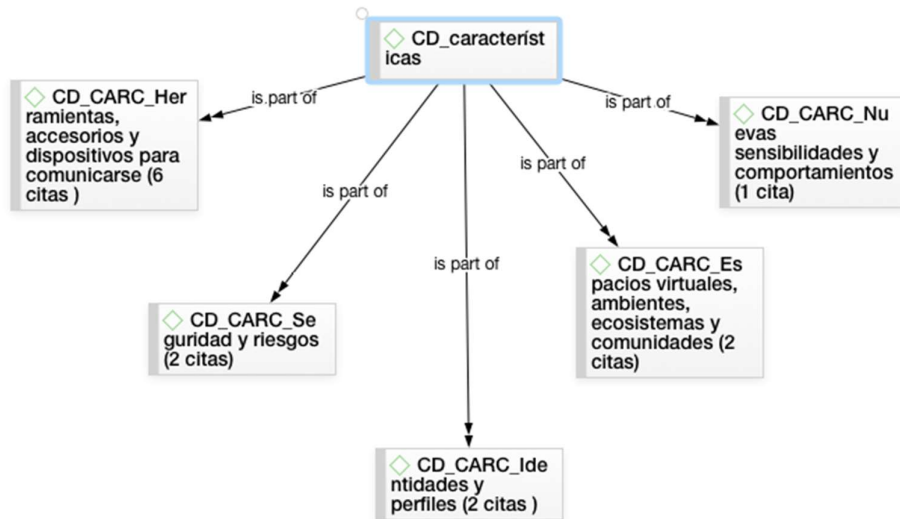 CD_característ
icas
is part of
CD_CARC_Her
ramientas,
accesorios y
dispositivos para
comunicarse (6
citas )
is part of
CD_CARC_Nu
evas
sensibilidades y
comportamientos
(1 cita)
is part of
CD_CARC_Se
guridad y riesgos
(2 citas)
is part of
CD_CARC_Es
pacios virtuales,
ambientes,
ecosistemas y
comunidades (2
citas)
is part of
CD_CARC_Ide
ntidades y
perfiles (2 citas )